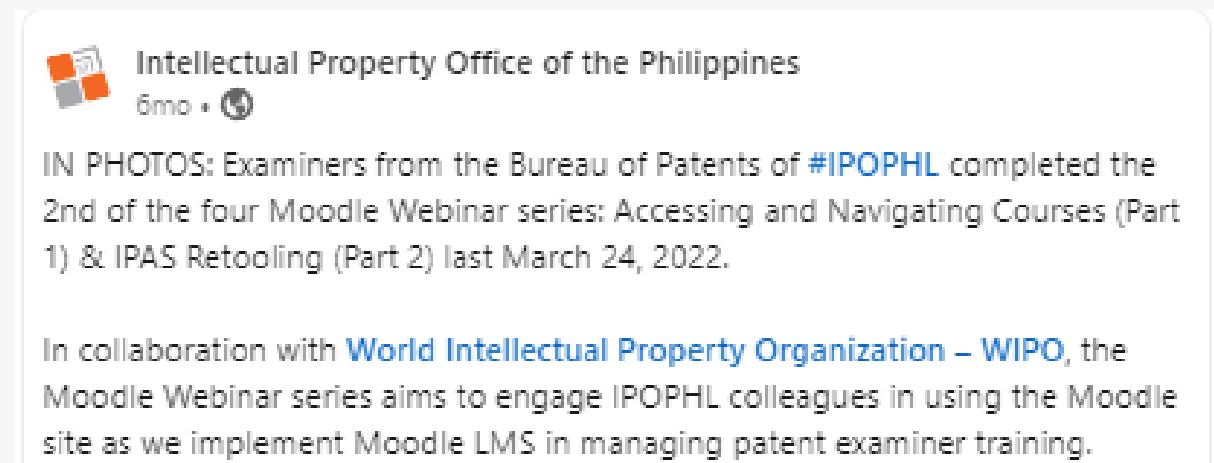 Intellectual Property Office of the Philippines
6mo •
IN PHOTOS: Examiners from the Bureau of Patents of #IPOPHL completed the
2nd of the four Moodle Webinar series: Accessing and Navigating Courses (Part
1) & IPAS Retooling (Part 2) last March 24, 2022.
In collaboration with World Intellectual Property Organization – WIPO, the
Moodle Webinar series aims to engage IPOPHL colleagues in using the Moodle
site as we implement Moodle LMS in managing patent examiner training.